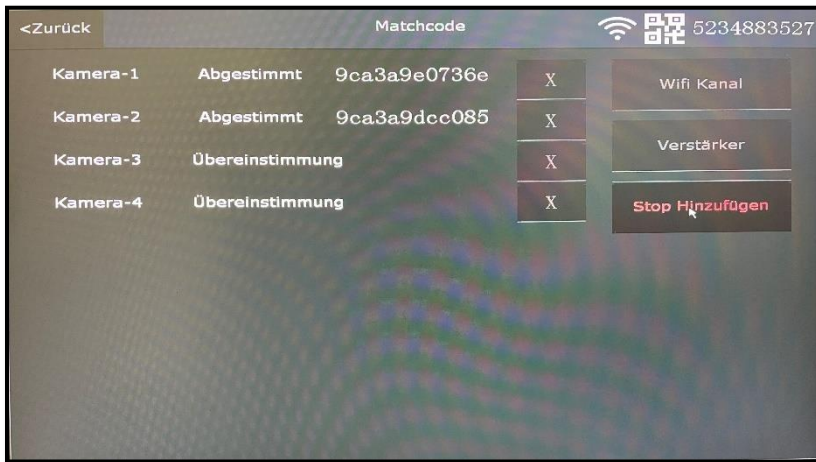 <Zurück Matchcode 5234883527
Kamera-1 Abgestimmt 9ca3a9e0736e X Wifi Kanal
Kamera-2 Abgestimmt 9ca3a9dcc085 X
Verstärker
Kamera-3 Übereinstimmung X
Kamera-4 Übereinstimmung X Stop Hinzufügen